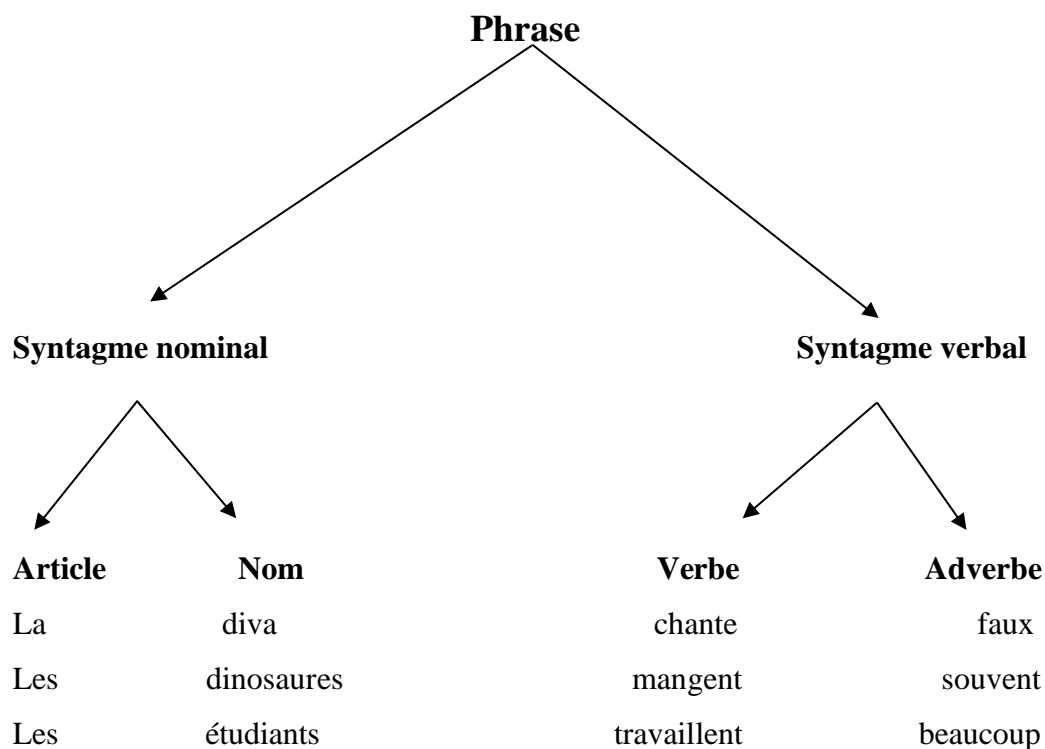 Phrase
Syntagme nominal Syntagme verbal
Article Nom Verbe Adverbe
La diva chante faux
Les dinosaures mangent souvent
Les étudiants travaillent beaucoup